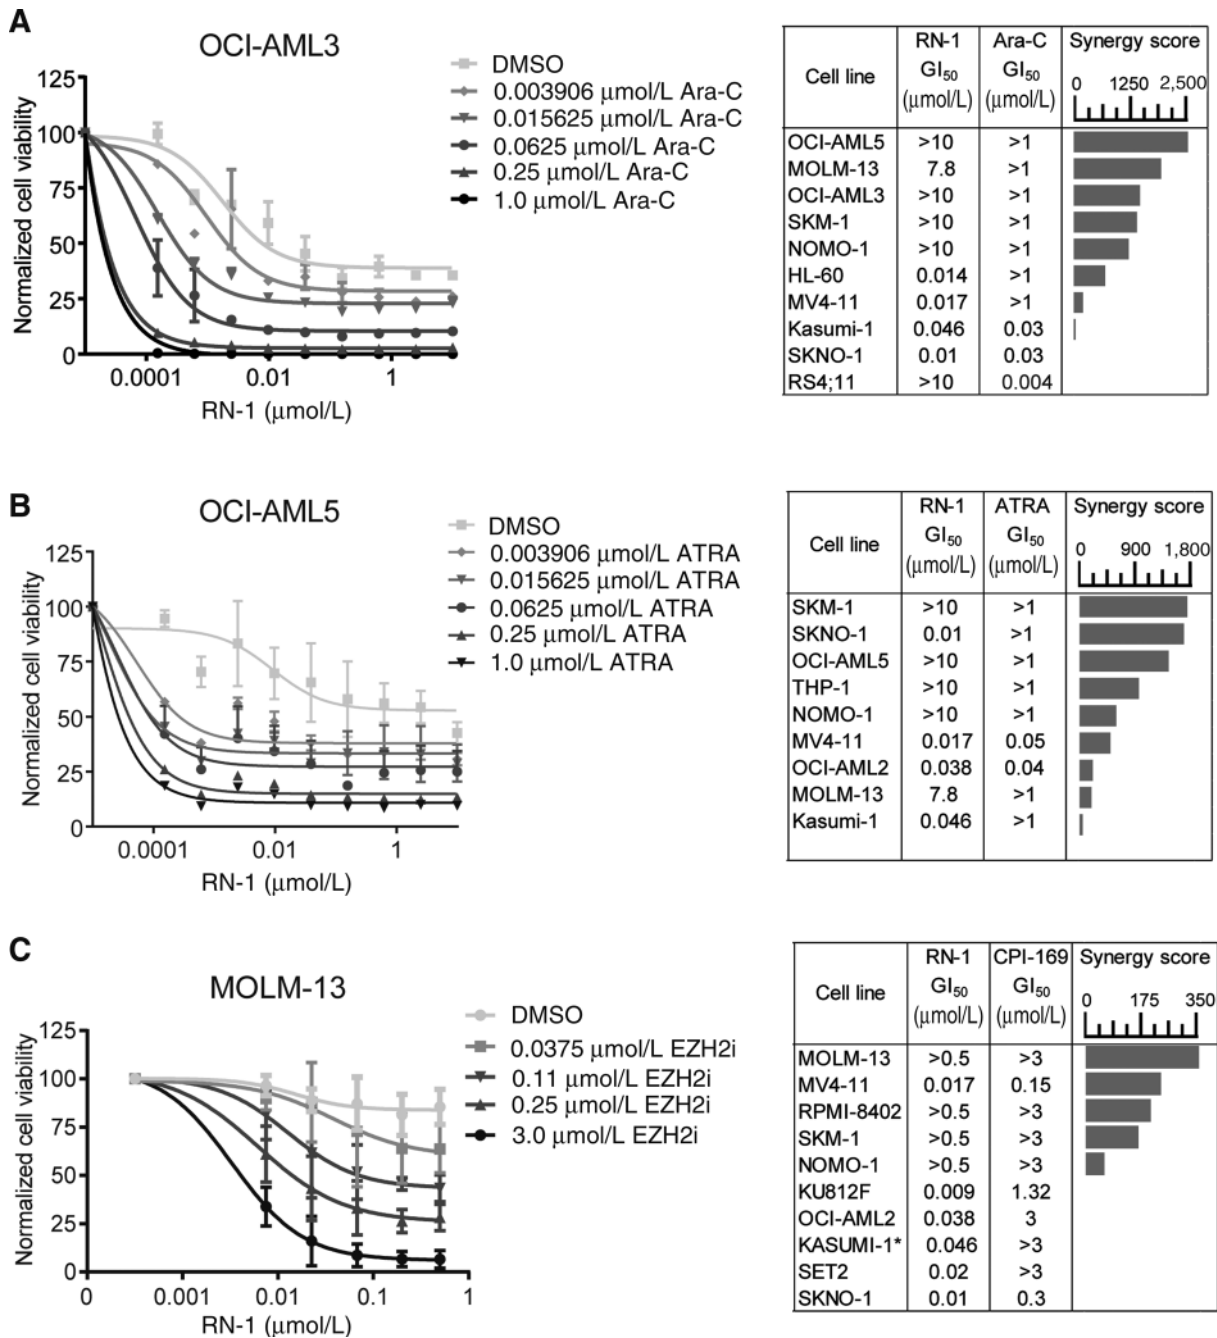 A
OCI-AML3
DMSO
0.003906 µmol/L Ara-C
0.015625 µmol/L Ara-C
0.0625 µmol/L Ara-C
0.25 µmol/L Ara-C
1.0 µmol/L Ara-C
Normalized cell viability
125
100
75
50
25
0
0.0001 0.01 1
RN-1 (µmol/L)
Cell line
RN-1 GI50 (µmol/L)
Ara-C GI50 (µmol/L)
Synergy score
0 1250 2,500
OCI-AML5 >10 >1
MOLM-13 7.8 >1
OCI-AML3 >10 >1
SKM-1 >10 >1
NOMO-1 >10 >1
HL-60 0.014 >1
MV4-11 0.017 >1
Kasumi-1 0.046 0.03
SKNO-1 0.01 0.03
RS4;11 >10 0.004
B
OCI-AML5
DMSO
0.003906 µmol/L ATRA
0.015625 µmol/L ATRA
0.0625 µmol/L ATRA
0.25 µmol/L ATRA
1.0 µmol/L ATRA
Normalized cell viability
125
100
75
50
25
0
0.0001 0.01 1
RN-1 (µmol/L)
Cell line
RN-1 GI50 (µmol/L)
ATRA GI50 (µmol/L)
Synergy score
0 900 1,800
SKM-1 >10 >1
SKNO-1 0.01 >1
OCI-AML5 >10 >1
THP-1 >10 >1
NOMO-1 >10 >1
MV4-11 0.017 0.05
OCI-AML2 0.038 0.04
MOLM-13 7.8 >1
Kasumi-1 0.046 >1
C
MOLM-13
DMSO
0.0375 µmol/L EZH2i
0.11 µmol/L EZH2i
0.25 µmol/L EZH2i
3.0 µmol/L EZH2i
Normalized cell viability
125
100
75
50
25
0
0 0.001 0.01 0.1 1
RN-1 (µmol/L)
Cell line
RN-1 GI50 (µmol/L)
CPI-169 GI50 (µmol/L)
Synergy score
0 175 350
MOLM-13 >0.5 >3
MV4-11 0.017 0.15
RPMI-8402 >0.5 >3
SKM-1 >0.5 >3
NOMO-1 >0.5 >3
KU812F 0.009 1.32
OCI-AML2 0.038 3
KASUMI-1* 0.046 >3
SET2 0.02 >3
SKNO-1 0.01 0.3